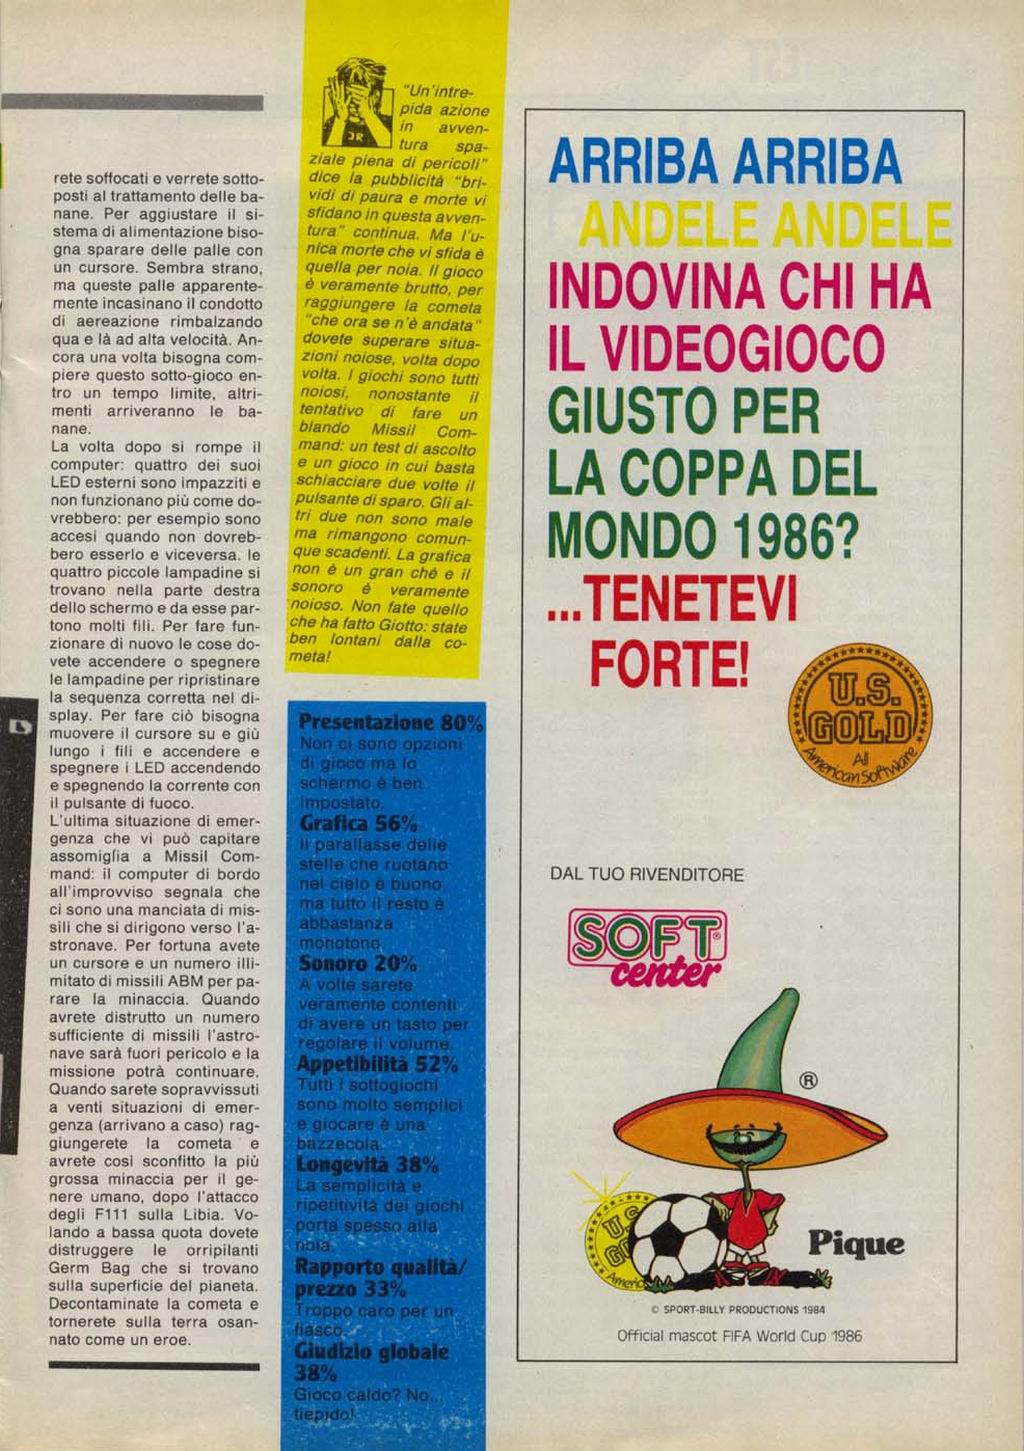 rete soffocati e verrete sotto-
posti al trattamento delle ba-
nane. Per aggiustare il si-
stema di alimentazione biso-
gna sparare delle palle con
un cursore. Sembra strano,
ma queste palle apparente-
mente incasinano il condotto
di aereazione rimbalzando
qua e là ad alta velocità. An-
cora una volta bisogna com-
piere questo sotto-gioco en-
tro un tempo limite, altri-
menti arriveranno le ba-
nane.
La volta dopo si rompe il
computer: quattro dei suoi
LED esterni sono impazziti e
non funzionano più come do-
vrebbero: per esempio sono
accesi quando non dovreb-
bero esserlo e viceversa. le
quattro piccole lampadine si
trovano nella parte destra
dello schermo e da esse par-
tono molti fili. Per fare fun-
zionare di nuovo le cose do-
vete accendere o spegnere
le lampadine per ripristinare
la sequenza corretta nel di-
splay. Per fare ciò bisogna
muovere il cursore su e giù
lungo i fili e accendere e
spegnere i LED accendendo
e spegnendo la corrente con
il pulsante di fuoco.
L'ultima situazione di emer-
genza che vi può capitare
assomiglia a Missil Com-
mand: il computer di bordo
all'improvviso segnala che
ci sono una manciata di mis-
sili che si dirigono verso l'a-
stronave. Per fortuna avete
un cursore e un numero illi-
mitato di missili ABM per pa-
rare la minaccia. Quando
avrete distrutto un numero
sufficiente di missili l'astro-
nave sarà fuori pericolo e la
missione potrà continuare.
Quando sarete sopravvissuti
a venti situazioni di emer-
genza (arrivano a caso) rag-
giungerete la cometa e
avrete così sconfitto la più
grossa minaccia per il ge-
nere umano, dopo l'attacco
degli F111 sulla Libia. Vo-
lando a bassa quota dovete
distruggere le orripilanti
Germ Bag che si trovano
sulla superficie del pianeta.
Decontaminate la cometa e
tornerete sulla terra osan-
nato come un eroe.
JR
"Un'intre-
pida azione
in avven-
tura spa-
ziale piena di pericoli"
dice la pubblicità "bri-
vidi di paura e morte vi
sfidano in questa avven-
tura" continua. Ma l'u-
nica morte che vi sfida è
quella per noia. Il gioco
è veramente brutto, per
raggiungere la cometa
"che ora se n'è andata"
dovete superare situa-
zioni noiose, volta dopo
volta. I giochi sono tutti
noiosi, nonostante il
tentativo di fare un
blando Missil Com-
mand: un test di ascolto
e un gioco in cui basta
schiacciare due volte il
pulsante di sparo. Gli al-
tri due non sono male
ma rimangono comun-
que scadenti. La grafica
non è un gran ché e il
sonoro è veramente
noioso. Non fate quello
che ha fatto Giotto: state
ben lontani dalla co-
meta!
Presentazione 80%
Non ci sono opzioni
di gioco ma lo
schermo è ben
impostato.
Grafica 56%
Il parallasse delle
stelle che ruotano
nel cielo è buono,
ma tutto il resto è
abbastanza
monotono.
Sonoro 20%
A volte sarete
veramente contenti
di avere un tasto per
regolare il volume.
Appetibilità 52%
Tutti i sottogiochi
sono molto semplici
e giocare è una
bazzecola.
Longevità 38%
La semplicità e
ripetitività dei giochi
porta spesso alla
noia.
Rapporto qualità/
prezzo 33%
Troppo caro per un
fiasco.
Giudizio globale
38%
Gioco caldo? No...
tiepido!
ARRIBA ARRIBA
ANDELE ANDELE
INDOVINA CHI HA
IL VIDEOGIOCO
GIUSTO PER
LA COPPA DEL
MONDO 1986?
...TENETEVI
FORTE!
U.S.
GOLD
All
American Software
DAL TUO RIVENDITORE
SOFT®
center
®
U.S.
GOLD
Americ
Pique
© SPORT-BILLY PRODUCTIONS 1984
Official mascot FIFA World Cup 1986